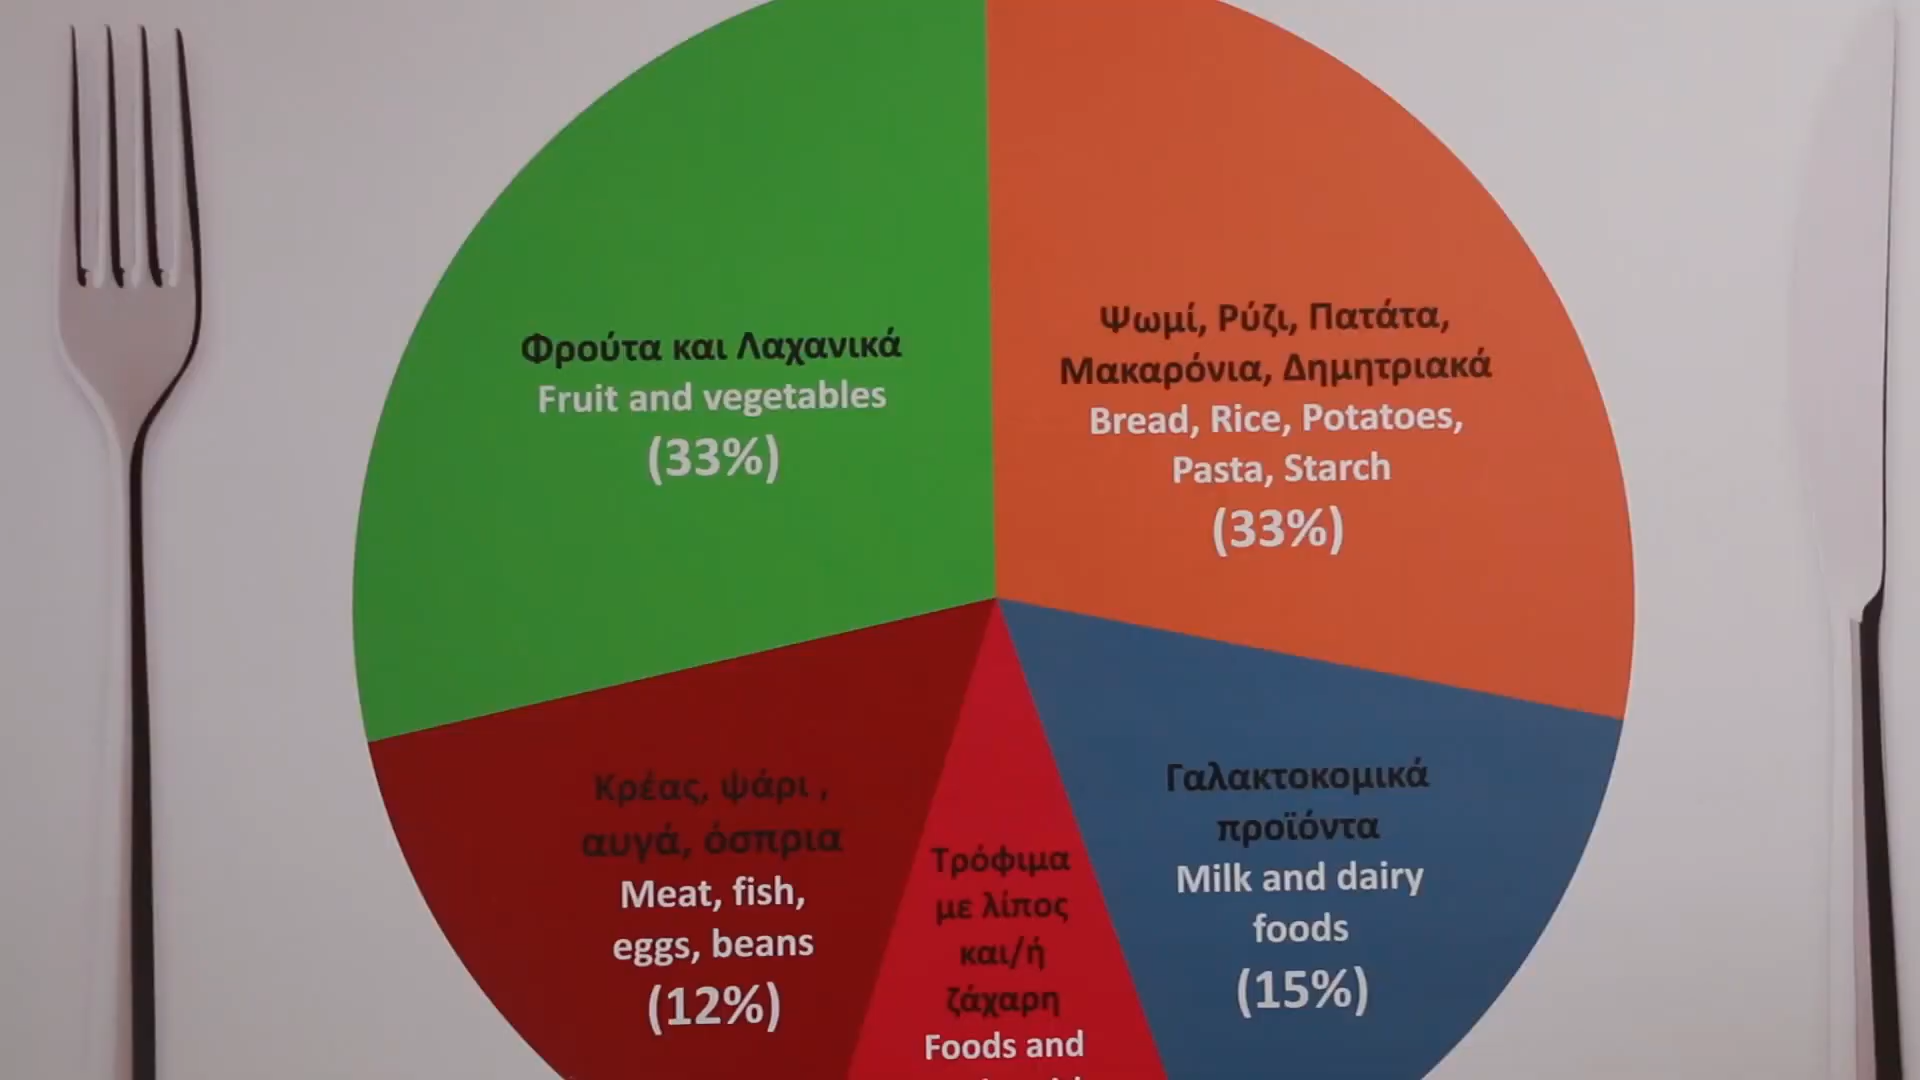 Φρούτα και Λαχανικά
Fruit and vegetables
(33%)
Ψωμί, Ρύζι, Πατάτα,
Μακαρόνια, Δημητριακά
Bread, Rice, Potatoes,
Pasta, Starch
(33%)
Κρέας, ψάρι ,
αυγά, όσπρια
Meat, fish,
eggs, beans
(12%)
Τρόφιμα
με λίπος
και/ή
ζάχαρη
Foods and
Γαλακτοκομικά
προϊόντα
Milk and dairy
foods
(15%)